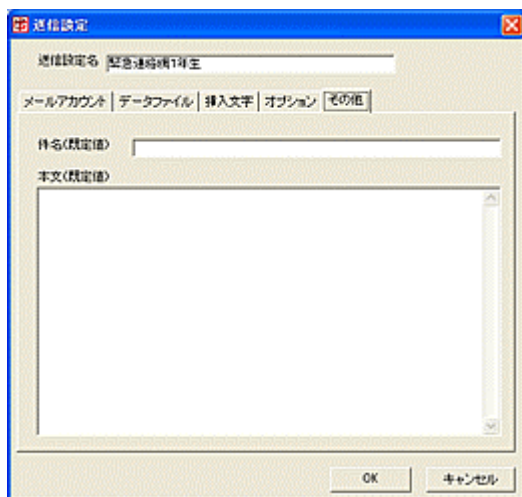 送信設定
送信設定名 緊急連絡網1年生
メールアカウント データファイル 挿入文字 オプション その他
件名(既定値)
本文(既定値)
OK キャンセル